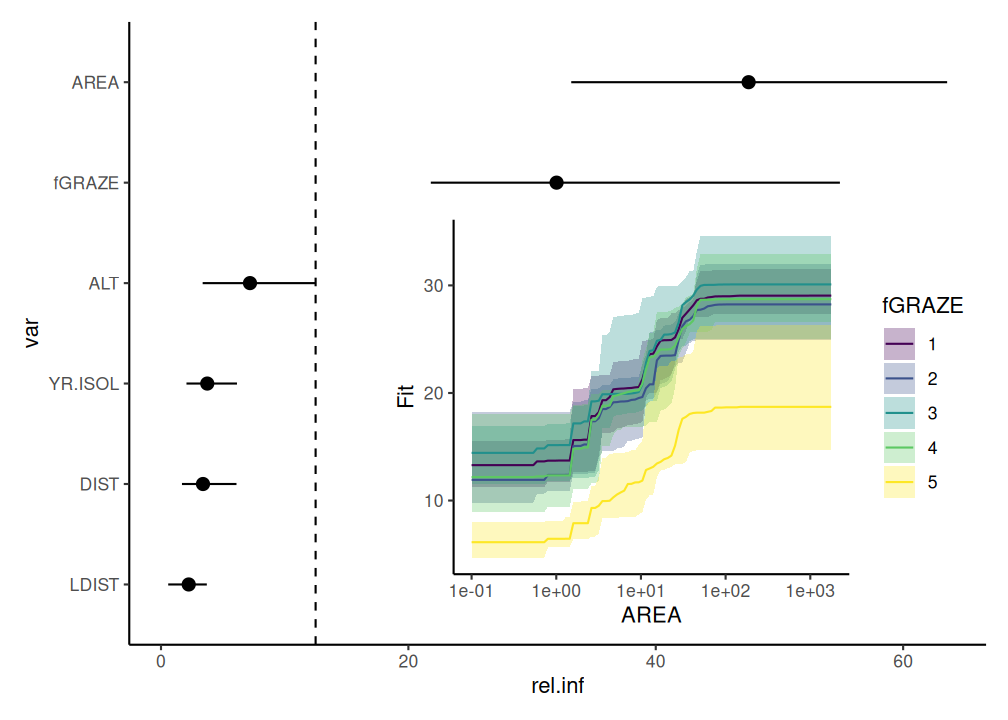 AREA
fGRAZE
ALT
YR.ISOL
DIST
LDIST
var
0 20 40 60
rel.inf
30
20
10
Fit
1e-01 1e+00 1e+01 1e+02 1e+03
AREA
fGRAZE
1
2
3
4
5